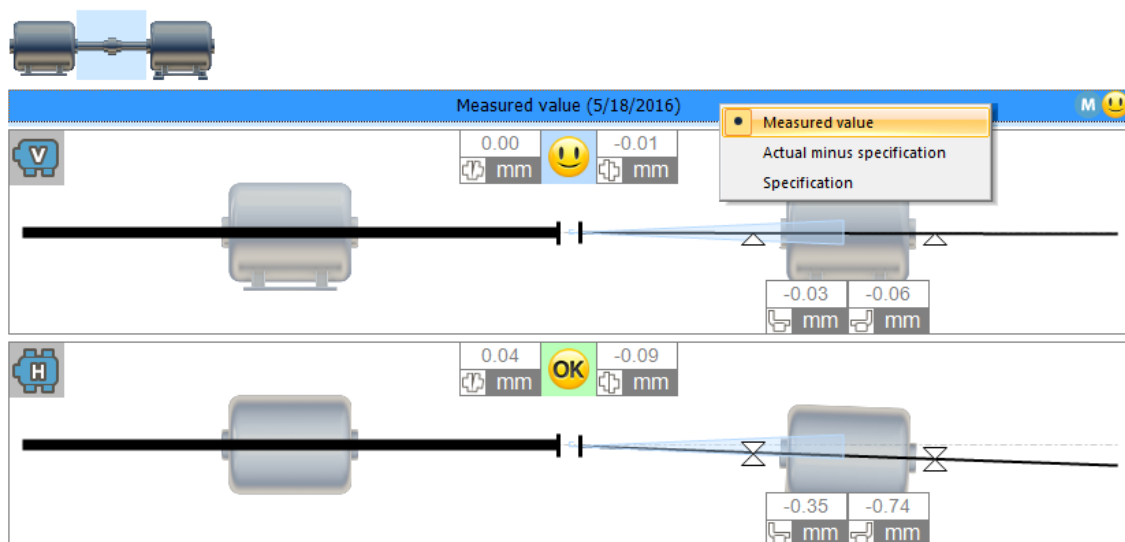 Measured value (5/18/2016)
M
Measured value
Actual minus specification
Specification
V
0.00
-0.01
mm
mm
-0.03
-0.06
mm
mm
H
0.04
OK
-0.09
mm
mm
-0.35
-0.74
mm
mm